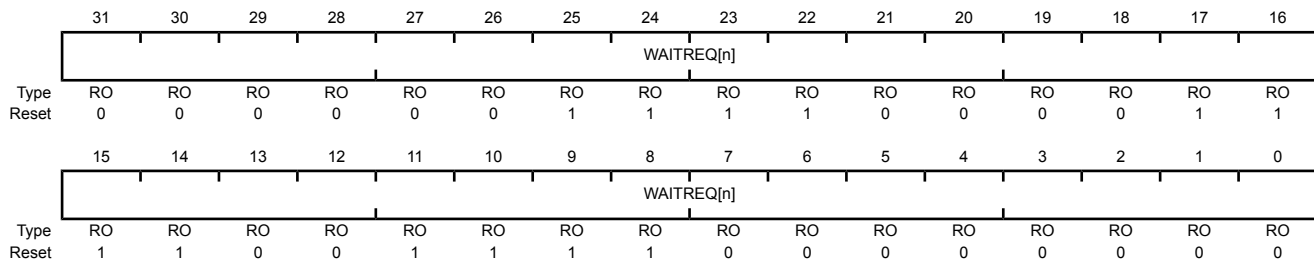 31 30 29 28 27 26 25 24 23 22 21 20 19 18 17 16
WAITREQ[n]
Type RO RO RO RO RO RO RO RO RO RO RO RO RO RO RO RO
Reset 0 0 0 0 0 0 1 1 1 1 0 0 0 0 1 1
15 14 13 12 11 10 9 8 7 6 5 4 3 2 1 0
WAITREQ[n]
Type RO RO RO RO RO RO RO RO RO RO RO RO RO RO RO RO
Reset 1 1 0 0 1 1 1 1 0 0 0 0 0 0 0 0